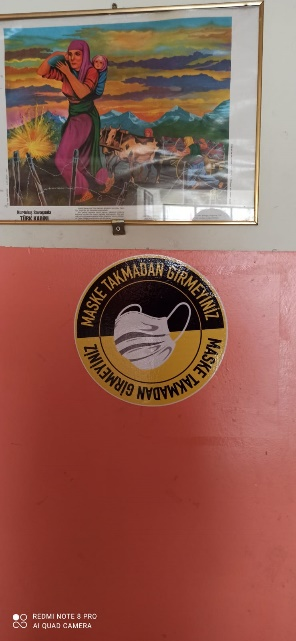 Kurtuluş Savaşında
TÜRK KADINI
MASKE TAKMADAN GİRMEYİNİZ
MASKE TAKMADAN GİRMEYİNİZ
REDMI NOTE 8 PRO
AI QUAD CAMERA